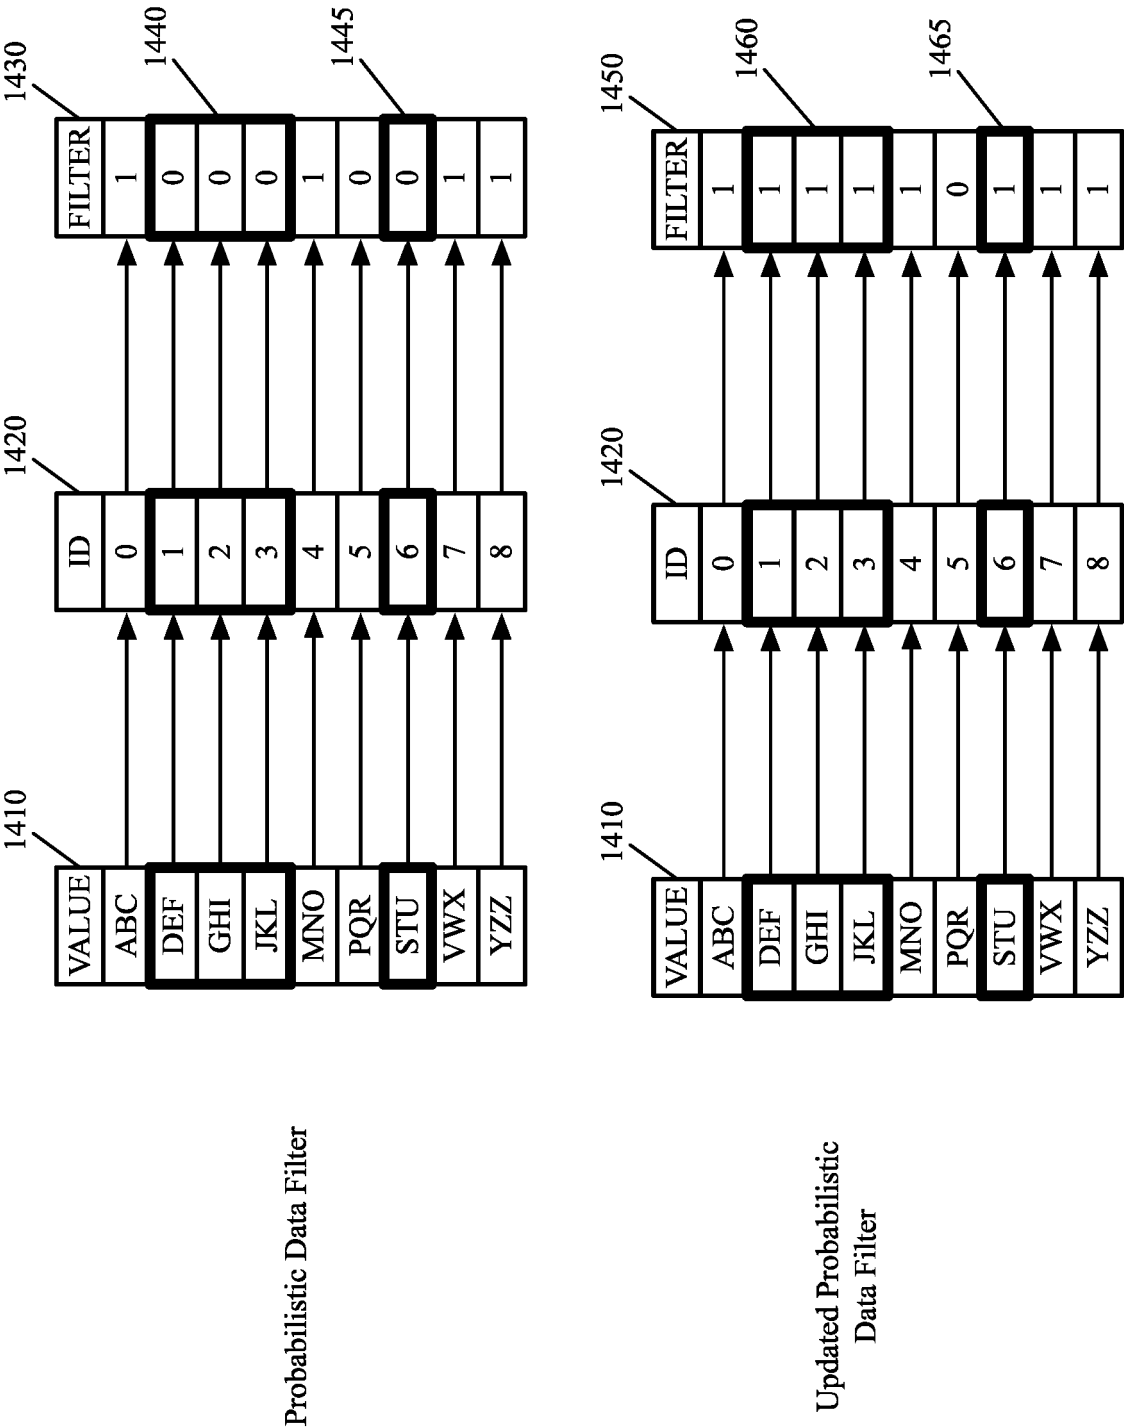 Probabilistic Data Filter
1410
1420
1430
VALUE ID FILTER
ABC 0 1
DEF 1 0
GHI 2 0
JKL 3 0
MNO 4 1
PQR 5 0
STU 6 0
VWX 7 1
YZZ 8 1
1440
1445
Updated Probabilistic
Data Filter
1410
1420
1450
VALUE ID FILTER
ABC 0 1
DEF 1 1
GHI 2 1
JKL 3 1
MNO 4 1
PQR 5 0
STU 6 1
VWX 7 1
YZZ 8 1
1460
1465